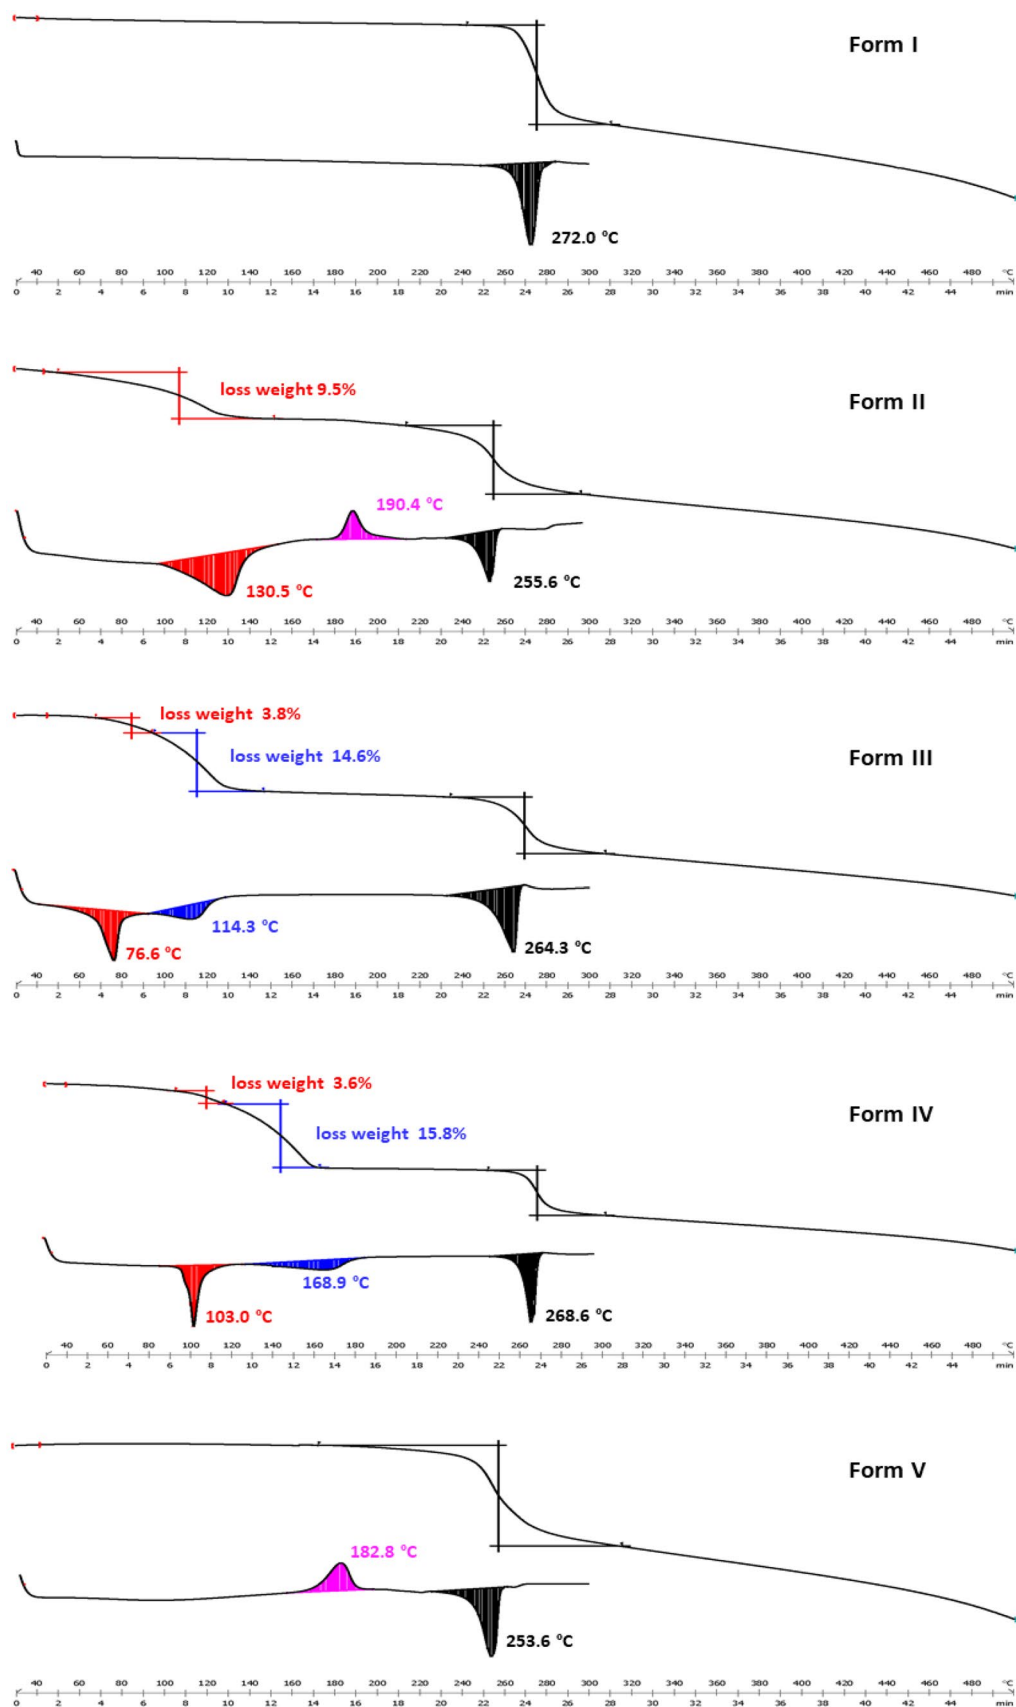 Form I
272.0 °C
40 60 80 100 120 140 160 180 200 220 240 260 280 300 320 340 360 380 400 420 440 460 480 °C
0 2 4 6 8 10 12 14 16 18 20 22 24 26 28 30 32 34 36 38 40 42 44 min
loss weight 9.5%
Form II
190.4 °C
255.6 °C
130.5 °C
40 60 80 100 120 140 160 180 200 220 240 260 280 300 320 340 360 380 400 420 440 460 480 °C
0 2 4 6 8 10 12 14 16 18 20 22 24 26 28 30 32 34 36 38 40 42 44 min
loss weight 3.8%
loss weight 14.6%
Form III
114.3 °C
76.6 °C
264.3 °C
40 60 80 100 120 140 160 180 200 220 240 260 280 300 320 340 360 380 400 420 440 460 480 °C
0 2 4 6 8 10 12 14 16 18 20 22 24 26 28 30 32 34 36 38 40 42 44 min
loss weight 3.6%
Form IV
loss weight 15.8%
168.9 °C
103.0 °C
268.6 °C
40 60 80 100 120 140 160 180 200 220 240 260 280 300 320 340 360 380 400 420 440 460 480 °C
0 2 4 6 8 10 12 14 16 18 20 22 24 26 28 30 32 34 36 38 40 42 44 min
Form V
182.8 °C
253.6 °C
40 60 80 100 120 140 160 180 200 220 240 260 280 300 320 340 360 380 400 420 440 460 480 °C
0 2 4 6 8 10 12 14 16 18 20 22 24 26 28 30 32 34 36 38 40 42 44 min